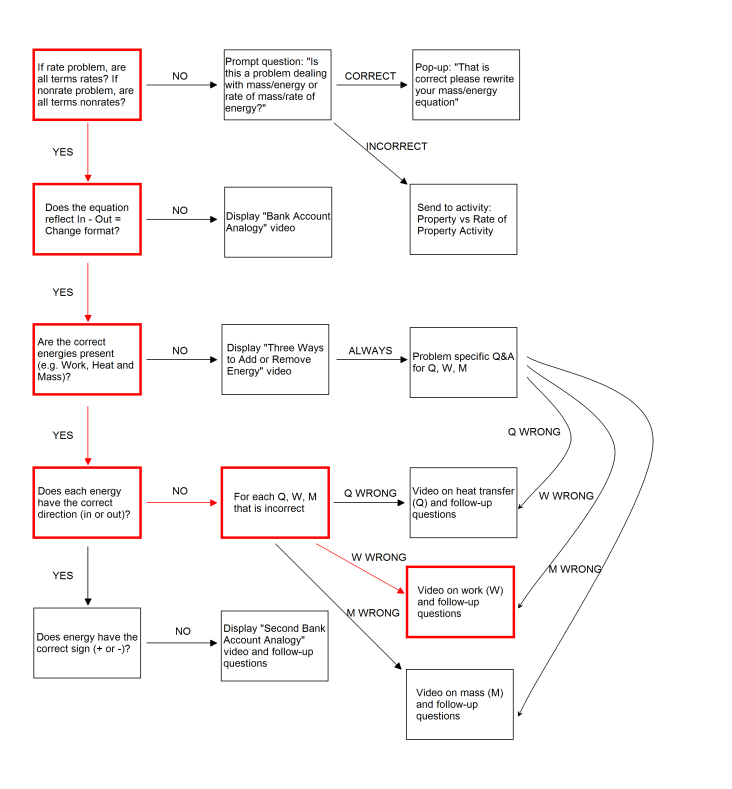 If rate problem, are
all terms rates? If
nonrate problem, are
all terms nonrates?
NO
Prompt question: "Is
this a problem dealing
with mass/energy or
rate of mass/rate of
energy?"
CORRECT
Pop-up: "That is
correct please rewrite
your mass/energy
equation"
INCORRECT
YES
Does the equation
reflect In - Out =
Change format?
NO
Display "Bank Account
Analogy" video
Send to activity:
Property vs Rate of
Property Activity
YES
Are the correct
energies present
(e.g. Work, Heat and
Mass)?
NO
Display "Three Ways
to Add or Remove
Energy" video
ALWAYS
Problem specific Q&A
for Q, W, M
YES
Q WRONG
Does each energy
have the correct
direction (in or out)?
NO
For each Q, W, M
that is incorrect
Q WRONG
Video on heat transfer
(Q) and follow-up
questions
W WRONG
W WRONG
M WRONG
YES
Video on work (W)
and follow-up
questions
M WRONG
Does energy have the
correct sign (+ or -)?
NO
Display "Second Bank
Account Analogy"
video and follow-up
questions
Video on mass (M)
and follow-up
questions